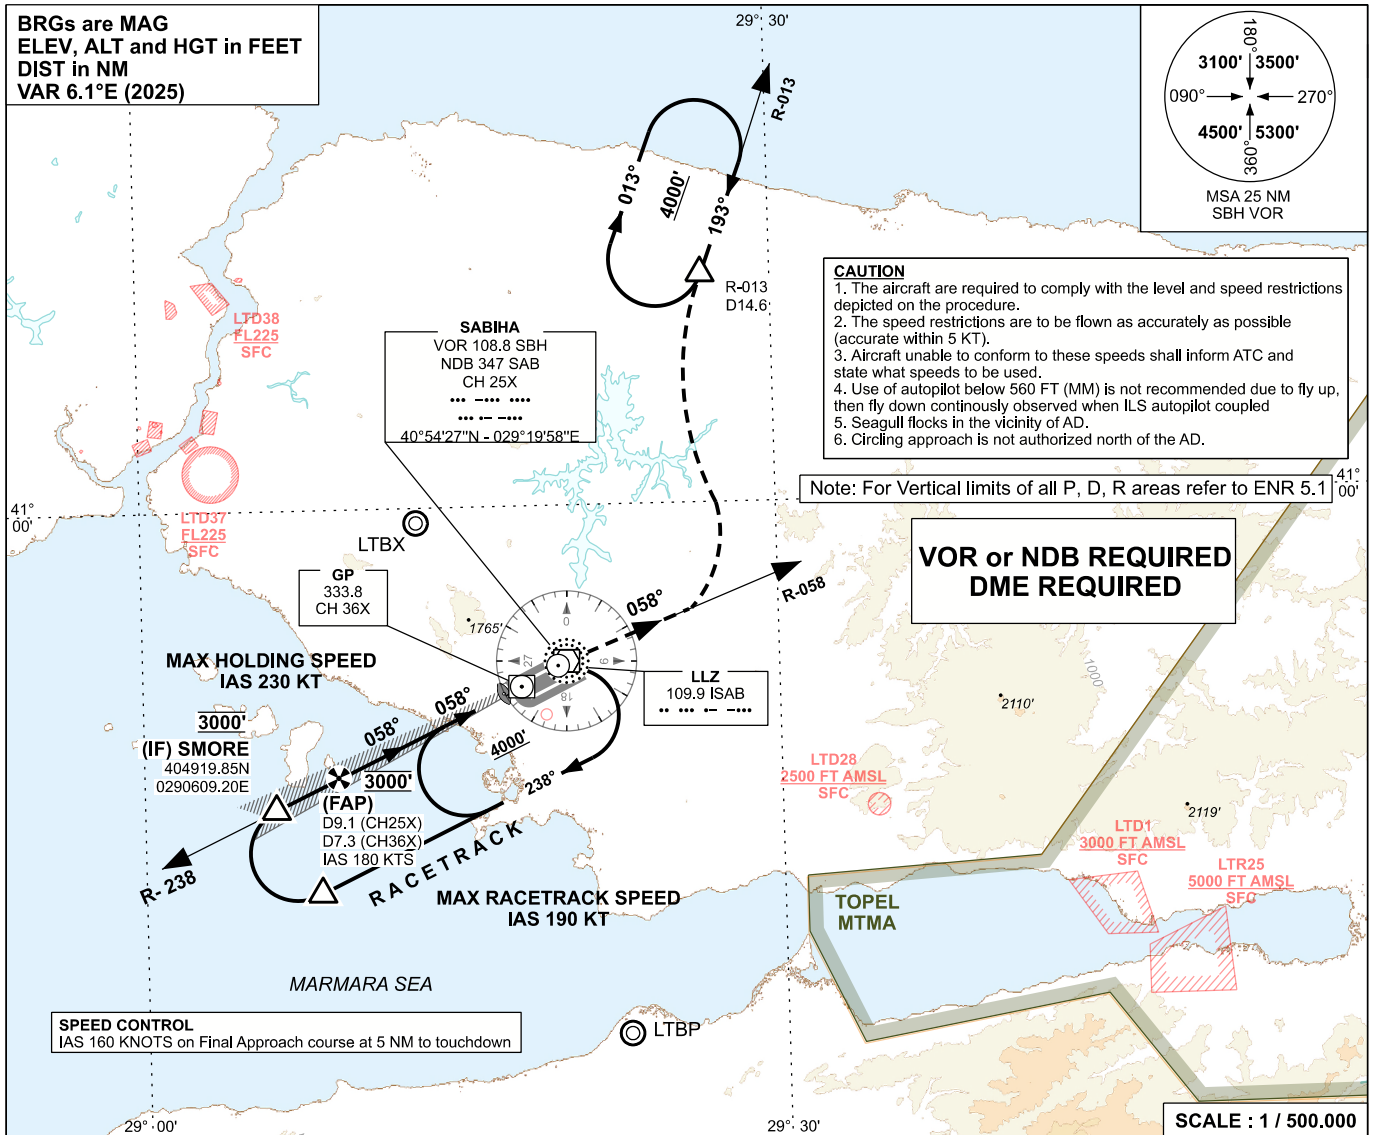 BRGs are MAG
ELEV, ALT and HGT in FEET
DIST in NM
VAR 6.1°E (2025)
29° 30'
180°
3100' 3500'
090° 270°
4500' 5300'
360°
MSA 25 NM
SBH VOR
R-013
013°
4000'
193°
R-013
D14.6
CAUTION
1. The aircraft are required to comply with the level and speed restrictions
depicted on the procedure.
2. The speed restrictions are to be flown as accurately as possible
(accurate within 5 KT).
3. Aircraft unable to conform to these speeds shall inform ATC and
state what speeds to be used.
4. Use of autopilot below 560 FT (MM) is not recommended due to fly up,
then fly down continously observed when ILS autopilot coupled
5. Seagull flocks in the vicinity of AD.
6. Circling approach is not authorized north of the AD.
LTD38
FL225
SFC
SABIHA
VOR 108.8 SBH
NDB 347 SAB
CH 25X
••• –••• ••••
••• •– –•••
40°54'27"N - 029°19'58"E
Note: For Vertical limits of all P, D, R areas refer to ENR 5.1
41°
00'
41°
00'
LTD37
FL225
SFC
LTBX
VOR or NDB REQUIRED
DME REQUIRED
GP
333.8
CH 36X
1765'
058°
R-058
0
27
9
18
LLZ
109.9 ISAB
•• ••• •– –•••
1000'
2110'
MAX HOLDING SPEED
IAS 230 KT
3000'
(IF) SMORE
404919.85N
0290609.20E
058°
058°
4000'
238°
3000'
(FAP)
D9.1 (CH25X)
D7.3 (CH36X)
IAS 180 KTS
R- 238
RACETRACK
MAX RACETRACK SPEED
IAS 190 KT
LTD28
2500 FT AMSL
SFC
2119'
LTD1
3000 FT AMSL
SFC
LTR25
5000 FT AMSL
SFC
TOPEL
MTMA
MARMARA SEA
SPEED CONTROL
IAS 160 KNOTS on Final Approach course at 5 NM to touchdown
LTBP
29° 00'
29° 30'
SCALE : 1 / 500.000